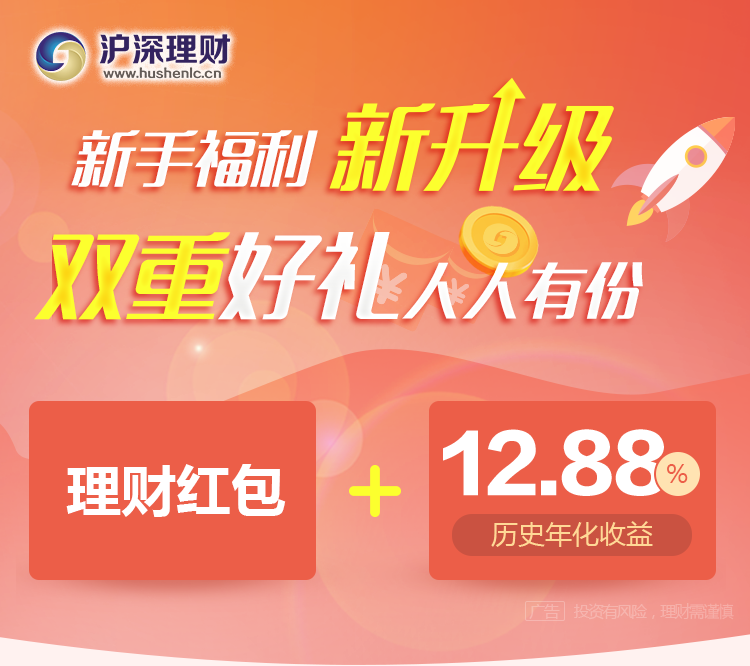 沪深理财
www.hushenlc.cn
新手福利 新升级
双重好礼人人有份
理财红包
+
12.88%
历史年化收益
广告 投资有风险，理财需谨慎